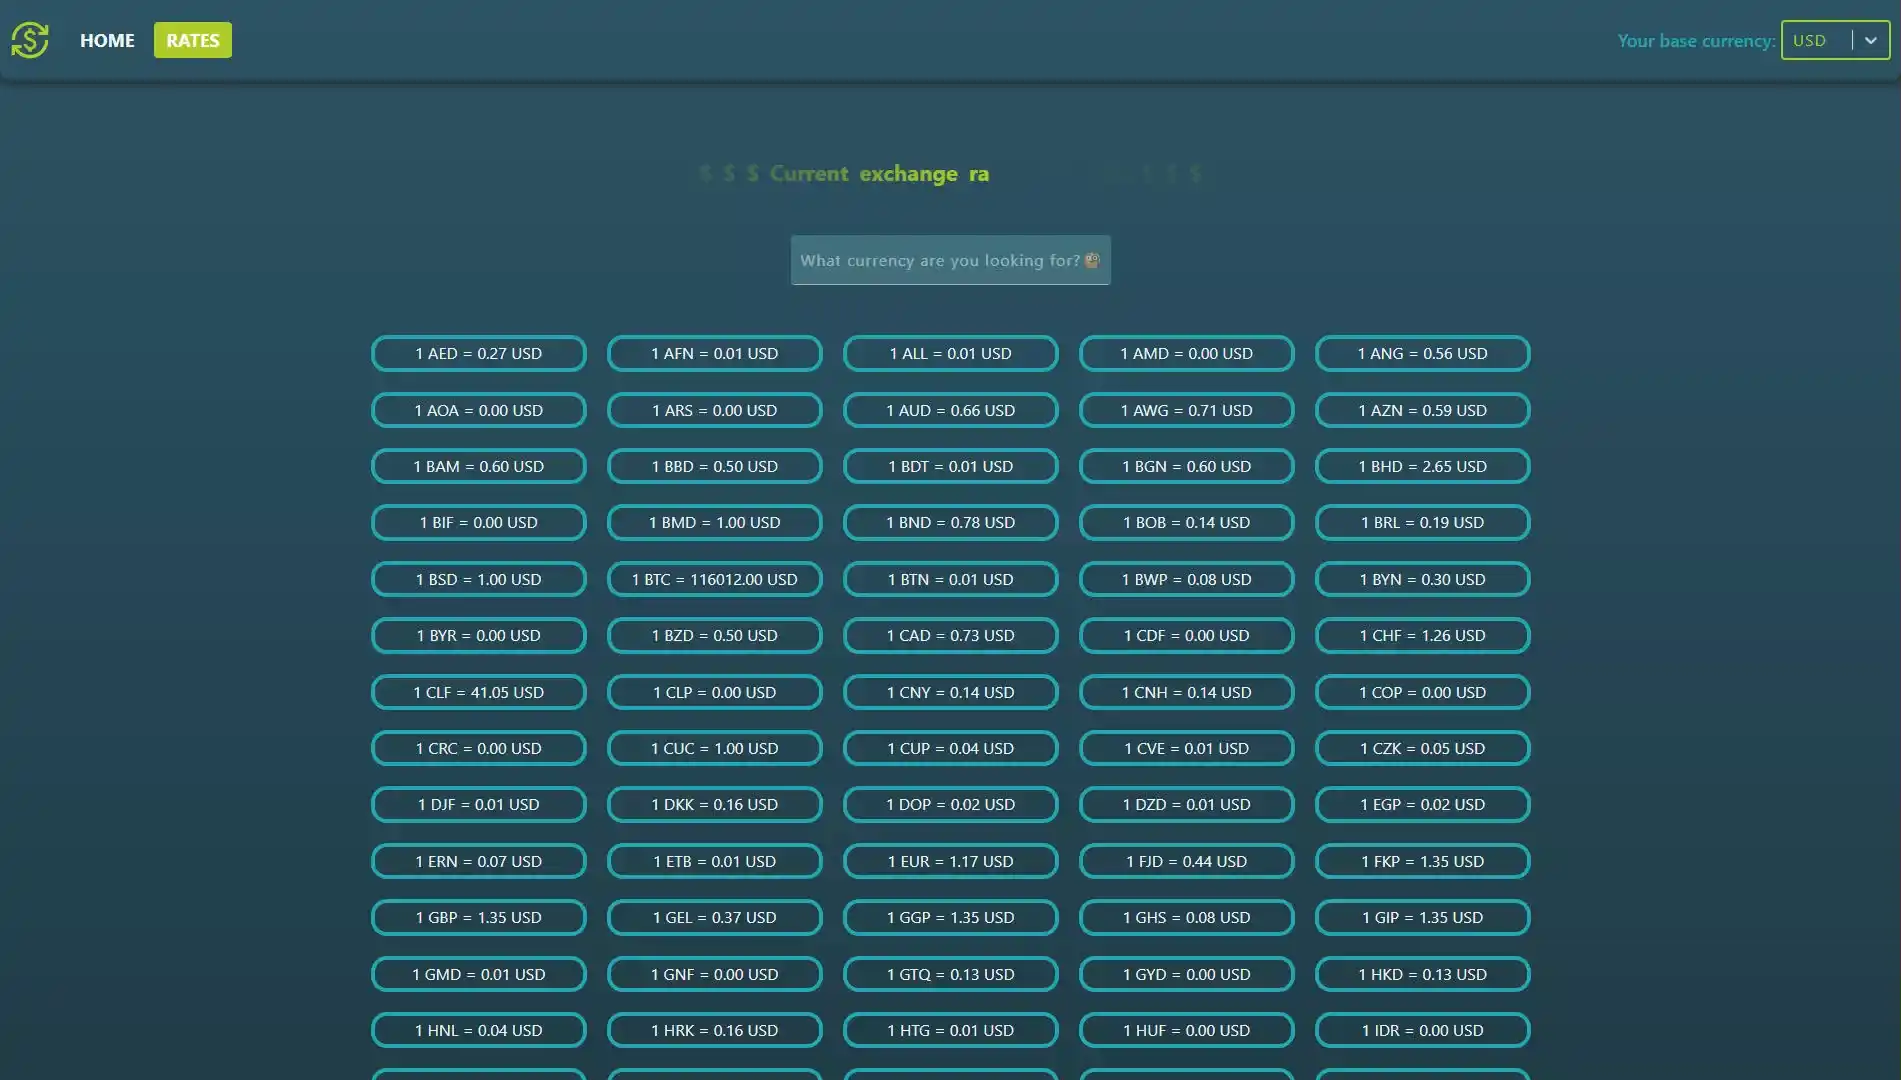 HOME RATES Your base currency: USD
$ $ $ Current exchange ra $ $ $
What currency are you looking for?
1 AED = 0.27 USD 1 AFN = 0.01 USD 1 ALL = 0.01 USD 1 AMD = 0.00 USD 1 ANG = 0.56 USD
1 AOA = 0.00 USD 1 ARS = 0.00 USD 1 AUD = 0.66 USD 1 AWG = 0.71 USD 1 AZN = 0.59 USD
1 BAM = 0.60 USD 1 BBD = 0.50 USD 1 BDT = 0.01 USD 1 BGN = 0.60 USD 1 BHD = 2.65 USD
1 BIF = 0.00 USD 1 BMD = 1.00 USD 1 BND = 0.78 USD 1 BOB = 0.14 USD 1 BRL = 0.19 USD
1 BSD = 1.00 USD 1 BTC = 116012.00 USD 1 BTN = 0.01 USD 1 BWP = 0.08 USD 1 BYN = 0.30 USD
1 BYR = 0.00 USD 1 BZD = 0.50 USD 1 CAD = 0.73 USD 1 CDF = 0.00 USD 1 CHF = 1.26 USD
1 CLF = 41.05 USD 1 CLP = 0.00 USD 1 CNY = 0.14 USD 1 CNH = 0.14 USD 1 COP = 0.00 USD
1 CRC = 0.00 USD 1 CUC = 1.00 USD 1 CUP = 0.04 USD 1 CVE = 0.01 USD 1 CZK = 0.05 USD
1 DJF = 0.01 USD 1 DKK = 0.16 USD 1 DOP = 0.02 USD 1 DZD = 0.01 USD 1 EGP = 0.02 USD
1 ERN = 0.07 USD 1 ETB = 0.01 USD 1 EUR = 1.17 USD 1 FJD = 0.44 USD 1 FKP = 1.35 USD
1 GBP = 1.35 USD 1 GEL = 0.37 USD 1 GGP = 1.35 USD 1 GHS = 0.08 USD 1 GIP = 1.35 USD
1 GMD = 0.01 USD 1 GNF = 0.00 USD 1 GTQ = 0.13 USD 1 GYD = 0.00 USD 1 HKD = 0.13 USD
1 HNL = 0.04 USD 1 HRK = 0.16 USD 1 HTG = 0.01 USD 1 HUF = 0.00 USD 1 IDR = 0.00 USD